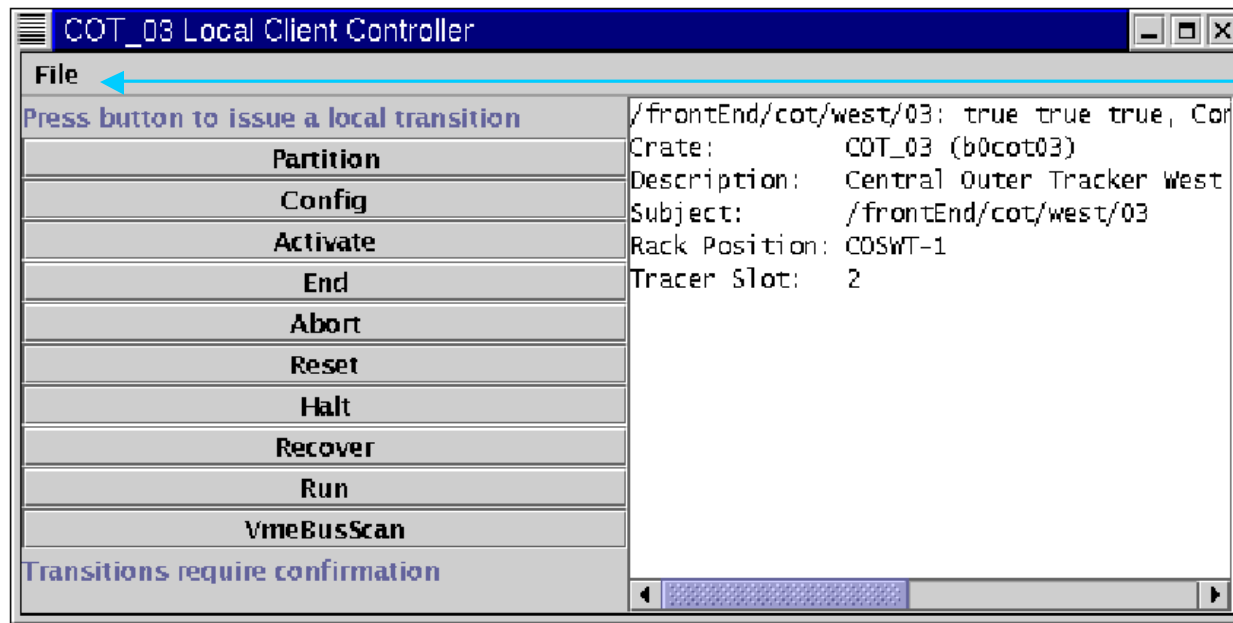 COT_03 Local Client Controller
File
Press button to issue a local transition
Partition
Config
Activate
End
Abort
Reset
Halt
Recover
Run
VmeBusScan
Transitions require confirmation
/frontEnd/cot/west/03: true true true, Con
Crate: COT_03 (b0cot03)
Description: Central Outer Tracker West
Subject: /frontEnd/cot/west/03
Rack Position: COSWT-1
Tracer Slot: 2